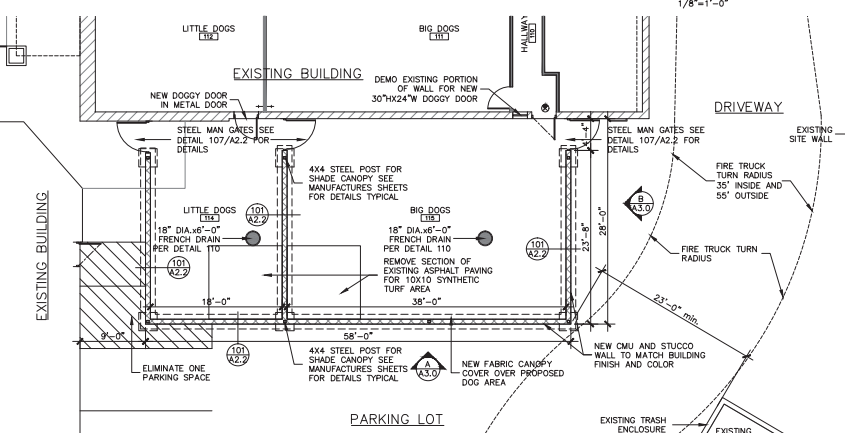 1/8"=1'-0"
LITTLE DOGS
112
BIG DOGS
111
HALLWAY
110
EXISTING BUILDING
DEMO EXISTING PORTION
OF WALL FOR NEW
30"HX24"W DOGGY DOOR
NEW DOGGY DOOR
IN METAL DOOR
DRIVEWAY
STEEL MAN GATES SEE
DETAIL 107/A2.2 FOR
DETAILS
4'-4"
STEEL MAN GATES SEE
DETAIL 107/A2.2 FOR
DETAILS
EXISTING
SITE WALL
4X4 STEEL POST FOR
SHADE CANOPY SEE
MANUFACTURES SHEETS
FOR DETAILS TYPICAL
FIRE TRUCK
TURN RADIUS
35' INSIDE AND
55' OUTSIDE
EXISTING BUILDING
LITTLE DOGS
114
101
A2.2
BIG DOGS
115
B
A3.0
18" DIA.x6'-0"
FRENCH DRAIN
PER DETAIL 110
18" DIA.x6'-0"
FRENCH DRAIN
PER DETAIL 110
101
A2.2
23'-8"
28'-0"
101
A2.2
REMOVE SECTION OF
EXISTING ASPHALT PAVING
FOR 10X10 SYNTHETIC
TURF AREA
FIRE TRUCK TURN
RADIUS
18'-0"
38'-0"
23'-0" min.
9'-0"
58'-0"
101
A2.2
4X4 STEEL POST FOR
SHADE CANOPY SEE
MANUFACTURES SHEETS
FOR DETAILS TYPICAL
A
A3.0
NEW FABRIC CANOPY
COVER OVER PROPOSED
DOG AREA
NEW CMU AND STUCCO
WALL TO MATCH BUILDING
FINISH AND COLOR
ELIMINATE ONE
PARKING SPACE
PARKING LOT
EXISTING TRASH
ENCLOSURE
EXISTING